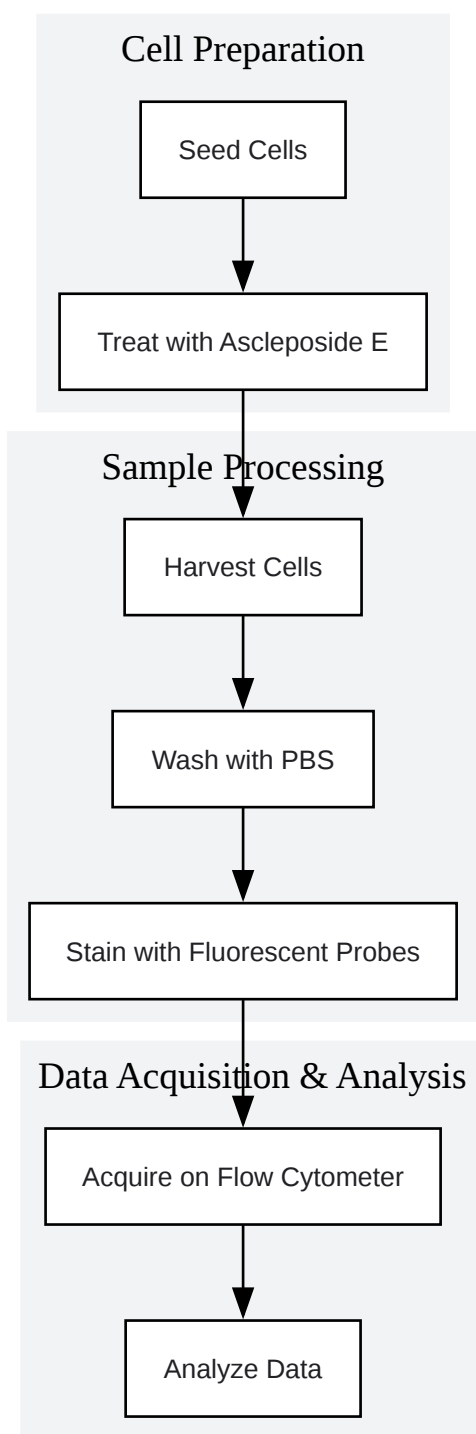 Cell Preparation
Seed Cells
Treat with Ascleposide E
Sample Processing
Harvest Cells
Wash with PBS
Stain with Fluorescent Probes
Data Acquisition & Analysis
Acquire on Flow Cytometer
Analyze Data